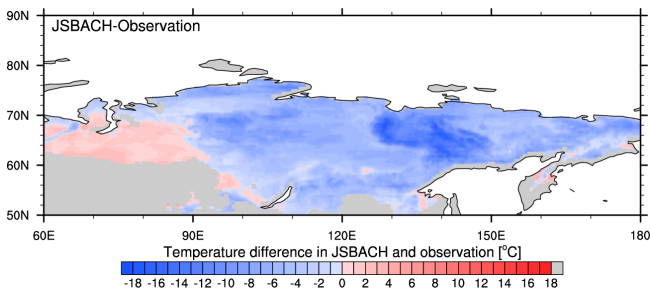 90N
JSBACH-Observation
80N
70N
60N
50N
60E 90E 120E 150E 180
Temperature difference in JSBACH and observation [°C]
-18 -16 -14 -12 -10 -8 -6 -4 -2 0 2 4 6 8 10 12 14 16 18